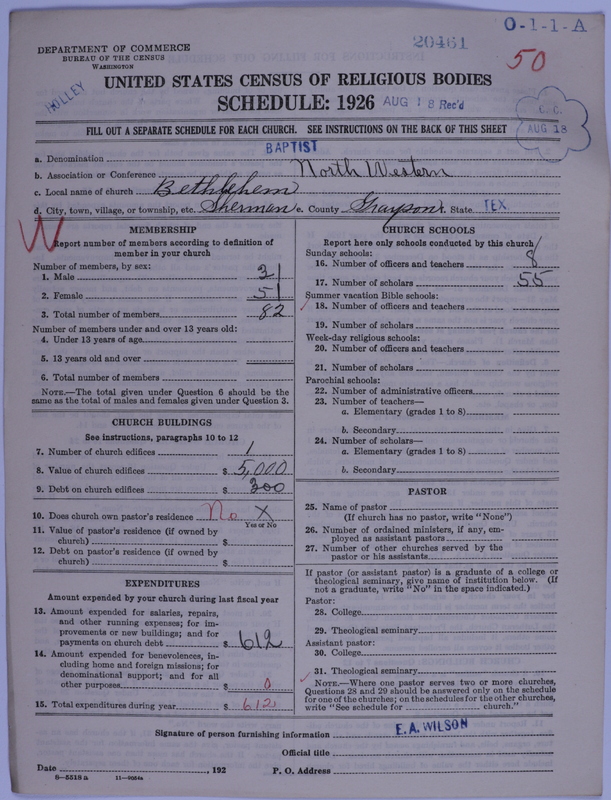 O-1-1-A
20461
50
DEPARTMENT OF COMMERCE
BUREAU OF THE CENSUS
WASHINGTON
HOLLEY
UNITED STATES CENSUS OF RELIGIOUS BODIES
SCHEDULE: 1926 AUG 18 Rec'd
C. C.
AUG 18
FILL OUT A SEPARATE SCHEDULE FOR EACH CHURCH. SEE INSTRUCTIONS ON THE BACK OF THIS SHEET
a. Denomination BAPTIST
b. Association or Conference North Western
c. Local name of church Bethlehem
d. City, town, village, or township, etc. Sherman e. County Grayson f. State TEX.
W
MEMBERSHIP
Report number of members according to definition of
member in your church
Number of members, by sex:
1. Male 31
2. Female 51
3. Total number of members 82
Number of members under and over 13 years old:
4. Under 13 years of age
5. 13 years old and over
6. Total number of members
NOTE.—The total given under Question 6 should be the
same as the total of males and females given under Question 3.
CHURCH BUILDINGS
See instructions, paragraphs 10 to 12
7. Number of church edifices 1
8. Value of church edifices $ 5,000
9. Debt on church edifices $ 300
10. Does church own pastor's residence No X
Yes or No
11. Value of pastor's residence (if owned by
church) $
12. Debt on pastor's residence (if owned by
church) $
EXPENDITURES
Amount expended by your church during last fiscal year
13. Amount expended for salaries, repairs,
and other running expenses; for im-
provements or new buildings; and for
payments on church debt $ 612
14. Amount expended for benevolences, in-
cluding home and foreign missions; for
denominational support; and for all
other purposes $ 0
15. Total expenditures during year $ 612
CHURCH SCHOOLS
Report here only schools conducted by this church
Sunday schools:
16. Number of officers and teachers 8
17. Number of scholars 55
Summer vacation Bible schools:
18. Number of officers and teachers
19. Number of scholars
Week-day religious schools:
20. Number of officers and teachers
21. Number of scholars
Parochial schools:
22. Number of administrative officers
23. Number of teachers—
a. Elementary (grades 1 to 8)
b. Secondary
24. Number of scholars—
a. Elementary (grades 1 to 8)
b. Secondary
PASTOR
25. Name of pastor
(If church has no pastor, write "None")
26. Number of ordained ministers, if any, em-
ployed as assistant pastors
27. Number of other churches served by the
pastor or his assistants
If pastor (or assistant pastor) is a graduate of a college or
theological seminary, give name of institution below. (If
not a graduate, write "No" in the space indicated.)
Pastor:
28. College
29. Theological seminary
Assistant pastor:
30. College
31. Theological seminary
NOTE.—Where one pastor serves two or more churches,
Questions 28 and 29 should be answered only on the schedule
for one of the churches; on the schedules for the other churches,
write "See schedule for church."
Signature of person furnishing information E. A. WILSON
Official title
Date , 192 P. O. Address
8-5518a